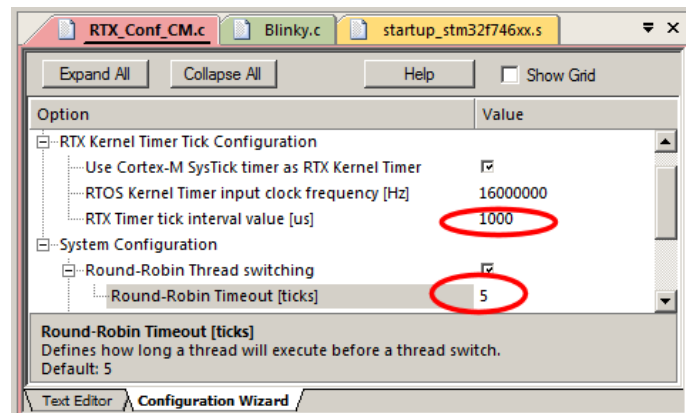 RTX_Conf_CM.c Blinky.c startup_stm32f746xx.s
Expand All Collapse All Help Show Grid
Option Value
RTX Kernel Timer Tick Configuration
Use Cortex-M SysTick timer as RTX Kernel Timer
RTOS Kernel Timer input clock frequency [Hz] 16000000
RTX Timer tick interval value [us] 1000
System Configuration
Round-Robin Thread switching
Round-Robin Timeout [ticks] 5
Round-Robin Timeout [ticks]
Defines how long a thread will execute before a thread switch.
Default: 5
Text Editor Configuration Wizard